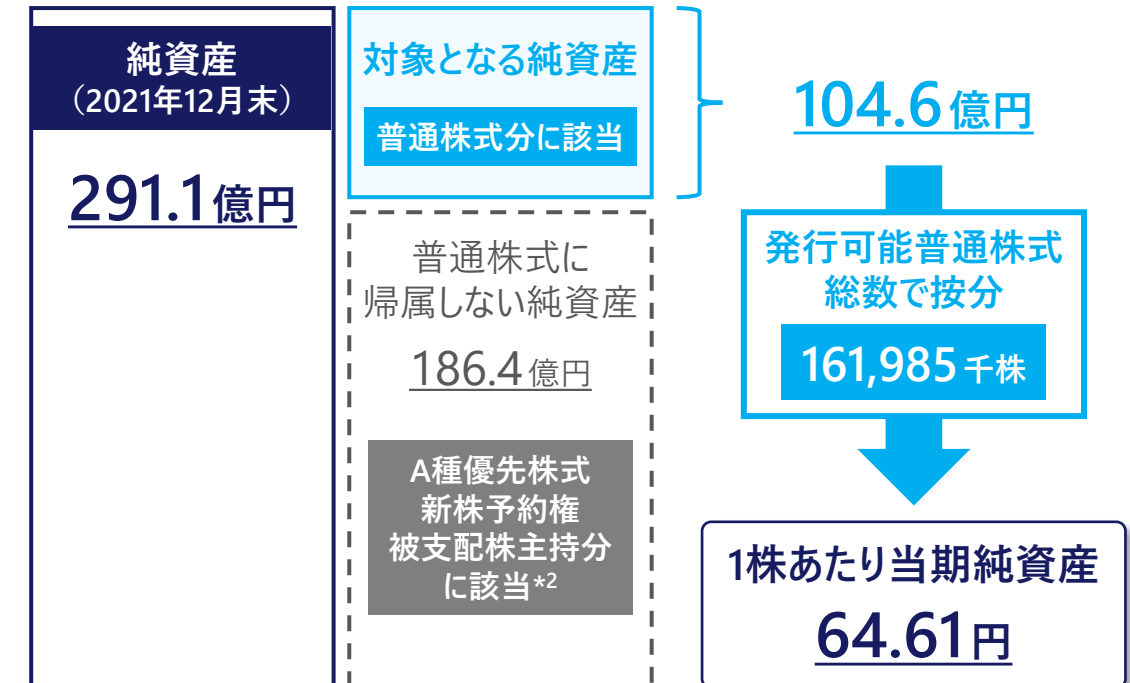 純資産
（2021年12月末）
291.1億円
対象となる純資産
普通株式分に該当
104.6億円
普通株式に
帰属しない純資産
186.4億円
A種優先株式
新株予約権
被支配株主持分
に該当*2
発行可能普通株式
総数で按分
161,985千株
1株あたり当期純資産
64.61円